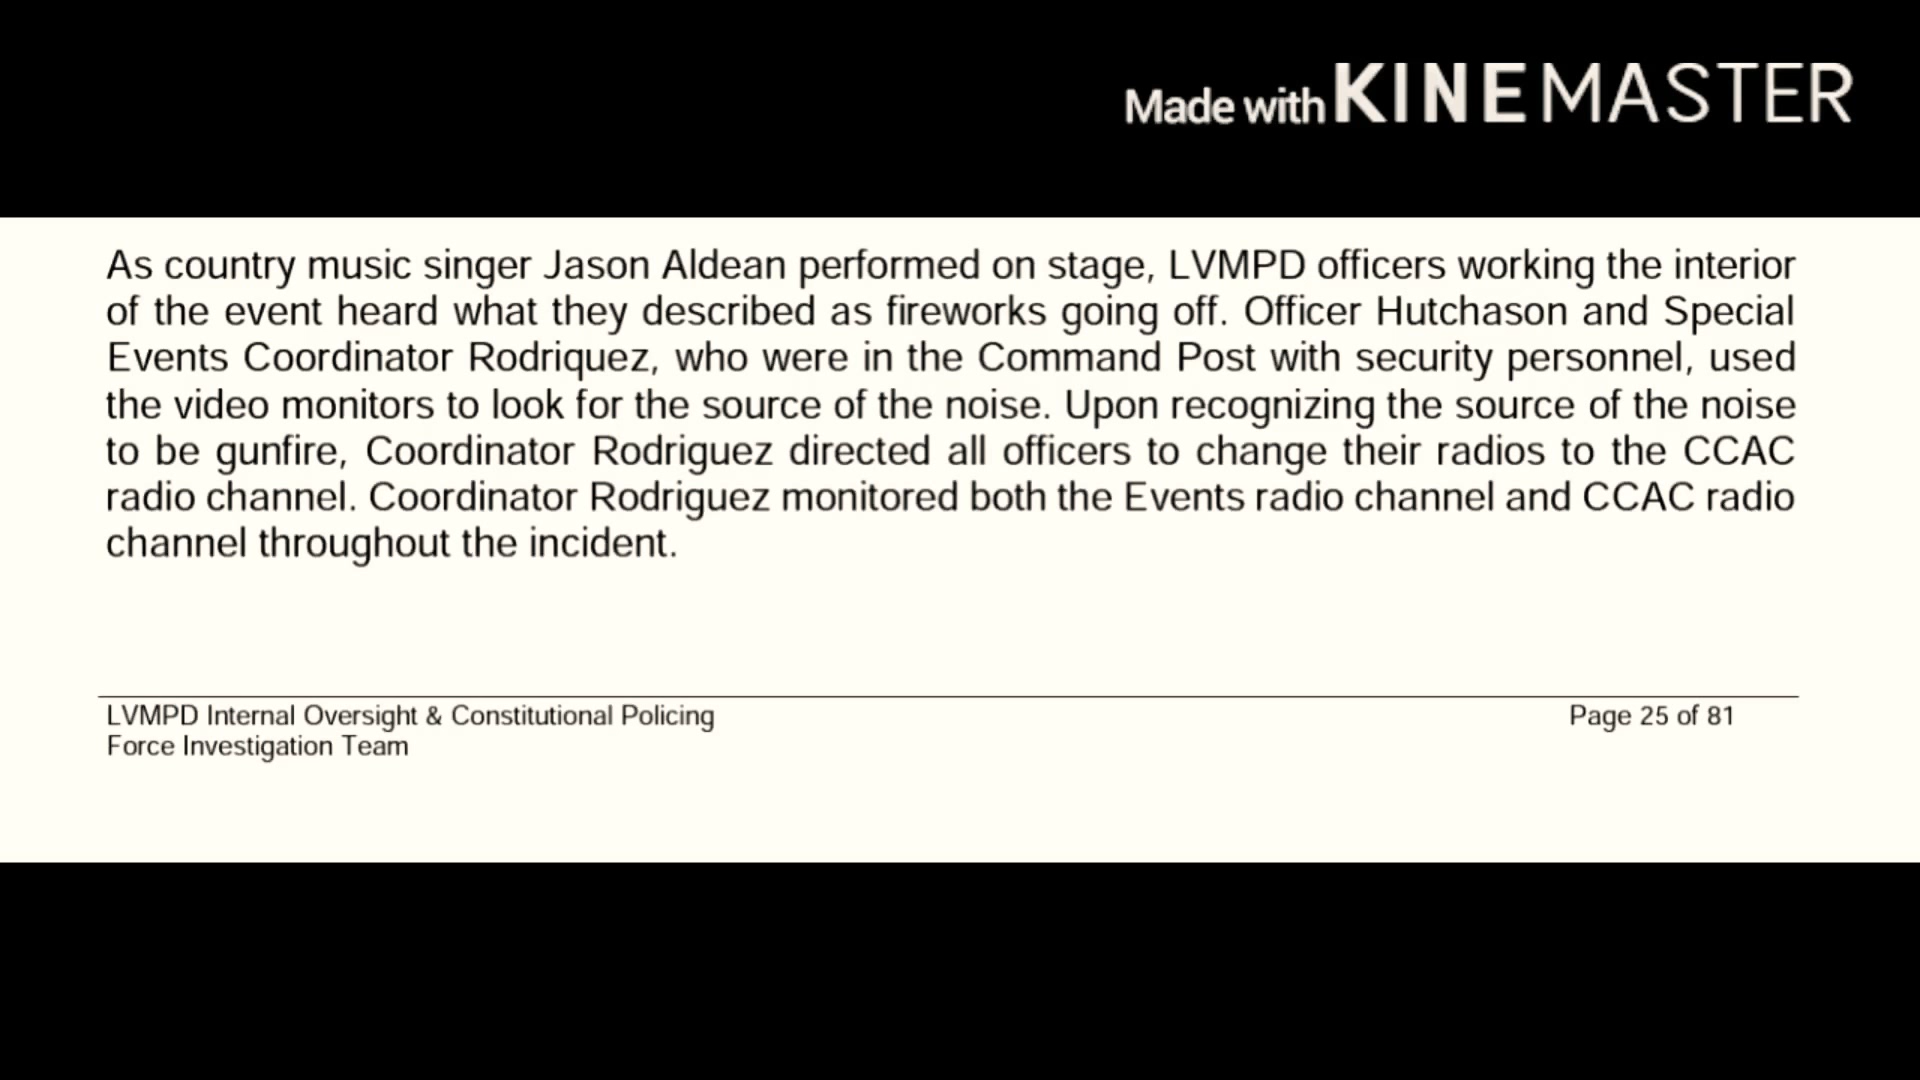 Made with KINEMASTER
As country music singer Jason Aldean performed on stage, LVMPD officers working the interior
of the event heard what they described as fireworks going off. Officer Hutchason and Special
Events Coordinator Rodriquez, who were in the Command Post with security personnel, used
the video monitors to look for the source of the noise. Upon recognizing the source of the noise
to be gunfire, Coordinator Rodriguez directed all officers to change their radios to the CCAC
radio channel. Coordinator Rodriguez monitored both the Events radio channel and CCAC radio
channel throughout the incident.
LVMPD Internal Oversight & Constitutional Policing Page 25 of 81
Force Investigation Team